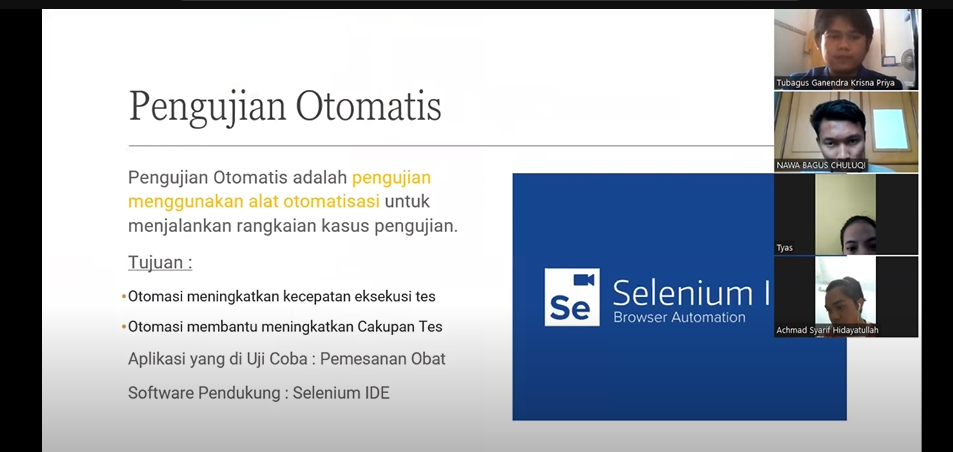 Pengujian Otomatis
Pengujian Otomatis adalah pengujian
menggunakan alat otomatisasi untuk
menjalankan rangkaian kasus pengujian.
Tujuan :
•Otomasi meningkatkan kecepatan eksekusi tes
•Otomasi membantu meningkatkan Cakupan Tes
Aplikasi yang di Uji Coba : Pemesanan Obat
Software Pendukung : Selenium IDE
Se
Selenium I
Browser Automation
Tubagus Ganendra Krisna Priya
NAWA BAGUS CHULUQI
Tyas
Achmad Syarif Hidayatullah